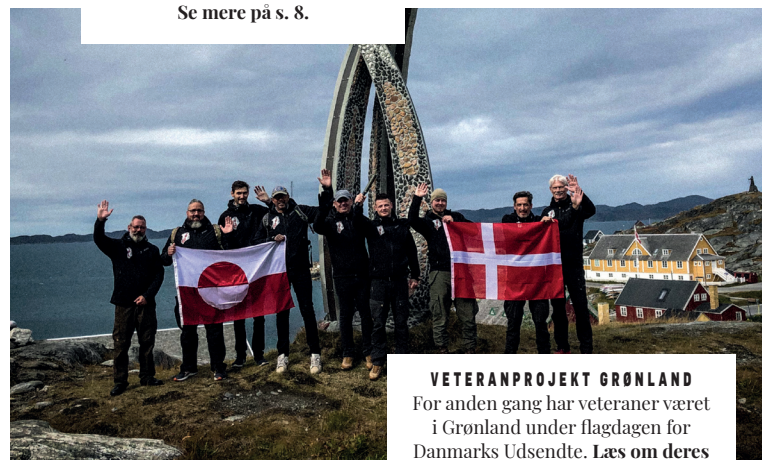 Se mere på s. 8.
VETERANPROJEKT GRØNLAND
For anden gang har veteraner været
i Grønland under flagdagen for
Danmarks Udsendte. Læs om deres